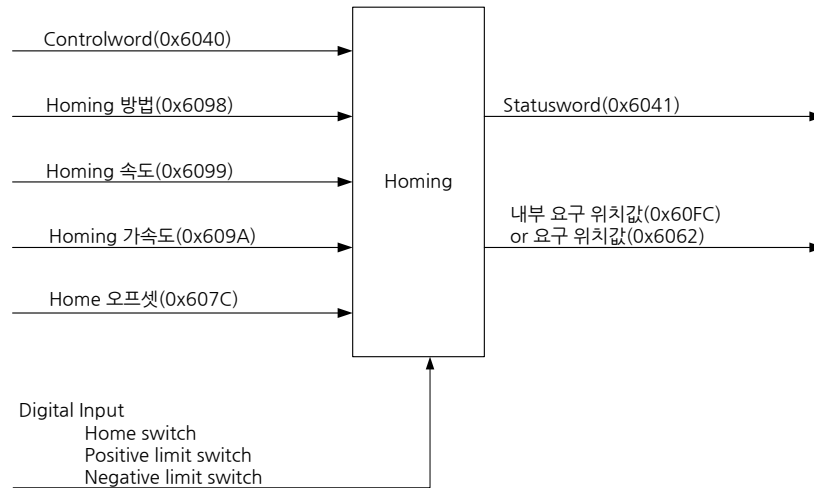 Controlword(0x6040)
Homing 방법(0x6098)
Statusword(0x6041)
Homing 속도(0x6099)
Homing
내부 요구 위치값(0x60FC)
or 요구 위치값(0x6062)
Homing 가속도(0x609A)
Home 오프셋(0x607C)
Digital Input
Home switch
Positive limit switch
Negative limit switch